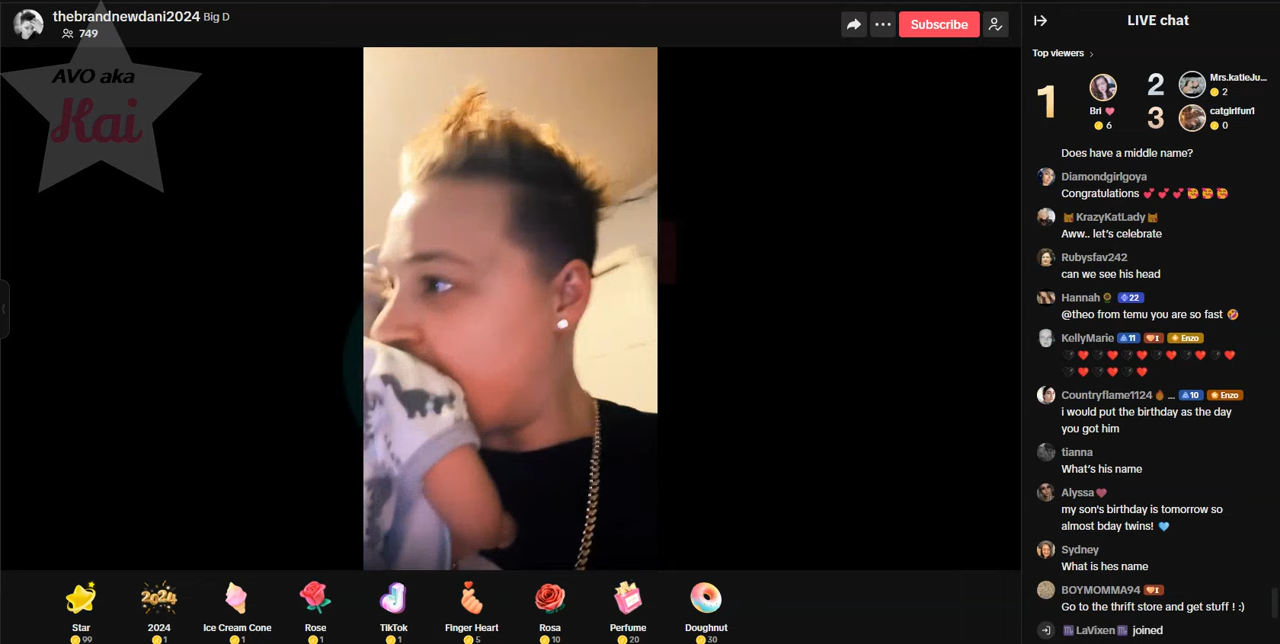 thebrandnewdani2024 Big D
749
Subscribe
AVO aka
Kai
LIVE chat
Top viewers
1
Bri
6
2
Mrs.katieJu...
2
3
catgirlfun1
0
Does have a middle name?
Diamondgirlgoya
Congratulations 💕 💕 💕 🥰 🥰 🥰
KrazyKatLady
Aww.. let's celebrate
Rubysfav242
can we see his head
Hannah 22
@theo from temu you are so fast 🤣
KellyMarie 11 I Enzo
🖤❤️🖤❤️🖤❤️🖤❤️🖤❤️🖤❤️
🖤❤️🖤❤️🖤❤️
Countryflame1124 ... 10 Enzo
i would put the birthday as the day
you got him
tianna
What's his name
Alyssa
my son's birthday is tomorrow so
almost bday twins! 🩵
Sydney
What is hes name
BOYMOMMA94 I
Go to the thrift store and get stuff ! :)
♏LaVixen♏ joined
2024
Star
99
2024
1
Ice Cream Cone
1
Rose
1
TikTok
1
Finger Heart
5
Rosa
10
Perfume
20
Doughnut
30